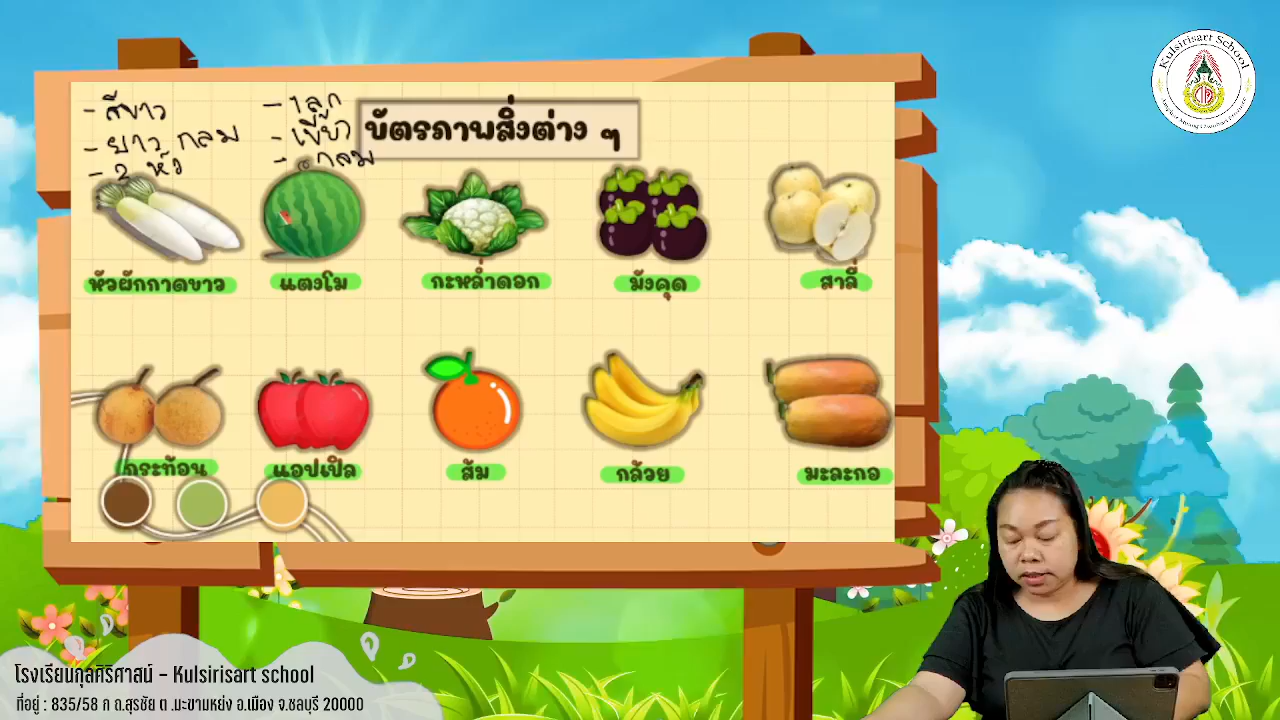 Kulsirisart School
- สีขาว
- ยาว กลม
- 2 หัว
- 1 ลูก
- เขียว
- กลม
บัตรภาพสิ่งต่าง ๆ
หัวผักกาดขาว
แตงโม
กะหล่ำดอก
มังคุด
สาลี่
กระท้อน
แอปเปิล
ส้ม
กล้วย
มะละกอ
โรงเรียนกุลศิริศาสน์ - Kulsirisart school
ที่อยู่ : 835/58 ก ถ.สุรชัย ต .มะขามหย่ง อ.เมือง จ.ชลบุรี 20000